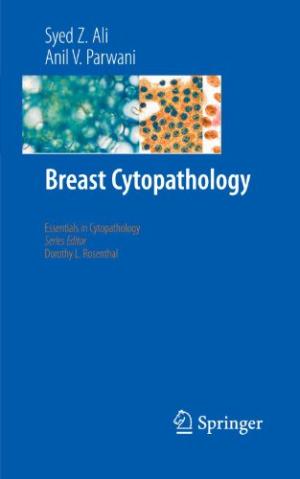 Syed Z. Ali
Anil V. Parwani
Breast Cytopathology
Essentials in Cytopathology
Series Editor
Dorothy L. Rosenthal
Springer